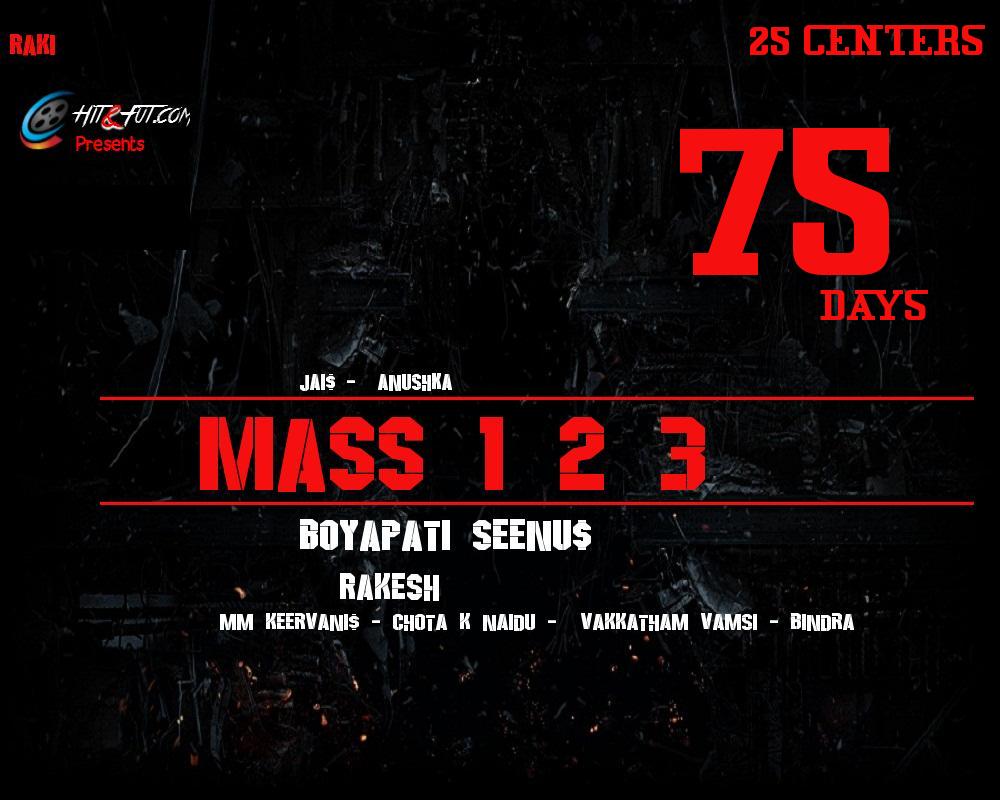 RAKI
25 CENTERS
HIT&FUT.COM
Presents
75
DAYS
JAI$ - ANUSHKA
MASS 1 2 3
BOYAPATI SEENU$
RAKESH
MM KEERVANI$ - CHOTA K NAIDU - VAKKATHAM VAMSI - BINDRA